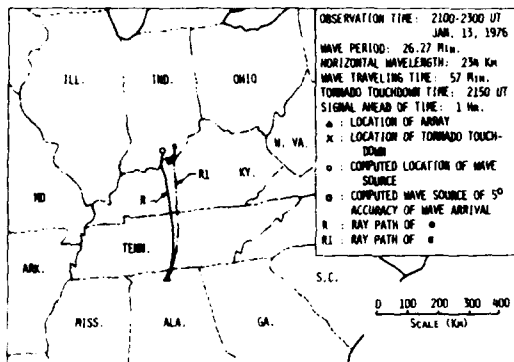 OBSERVATION TIME: 2100-2300 UT
JAN. 13, 1976
WAVE PERIOD: 26.27 MIN.
HORIZONTAL WAVELENGTH: 234 KM
WAVE TRAVELING TIME: 57 MIN.
TORNADO TOUCHDOWN TIME: 2150 UT
SIGNAL AHEAD OF TIME: 1 HR.
: LOCATION OF ARRAY
X : LOCATION OF TORNADO TOUCH-
DOWN
O : COMPUTED LOCATION OF WAVE
SOURCE
: COMPUTED WAVE SOURCE OF 5°
ACCURACY OF WAVE ARRIVAL
R : RAY PATH OF
R1 : RAY PATH OF
ILL.
IND.
OHIO
W. VA.
MO
R
R1
KY.
TENN.
ARK.
S.C.
MISS.
ALA.
GA.
0 100 200 300 400
SCALE (KM)